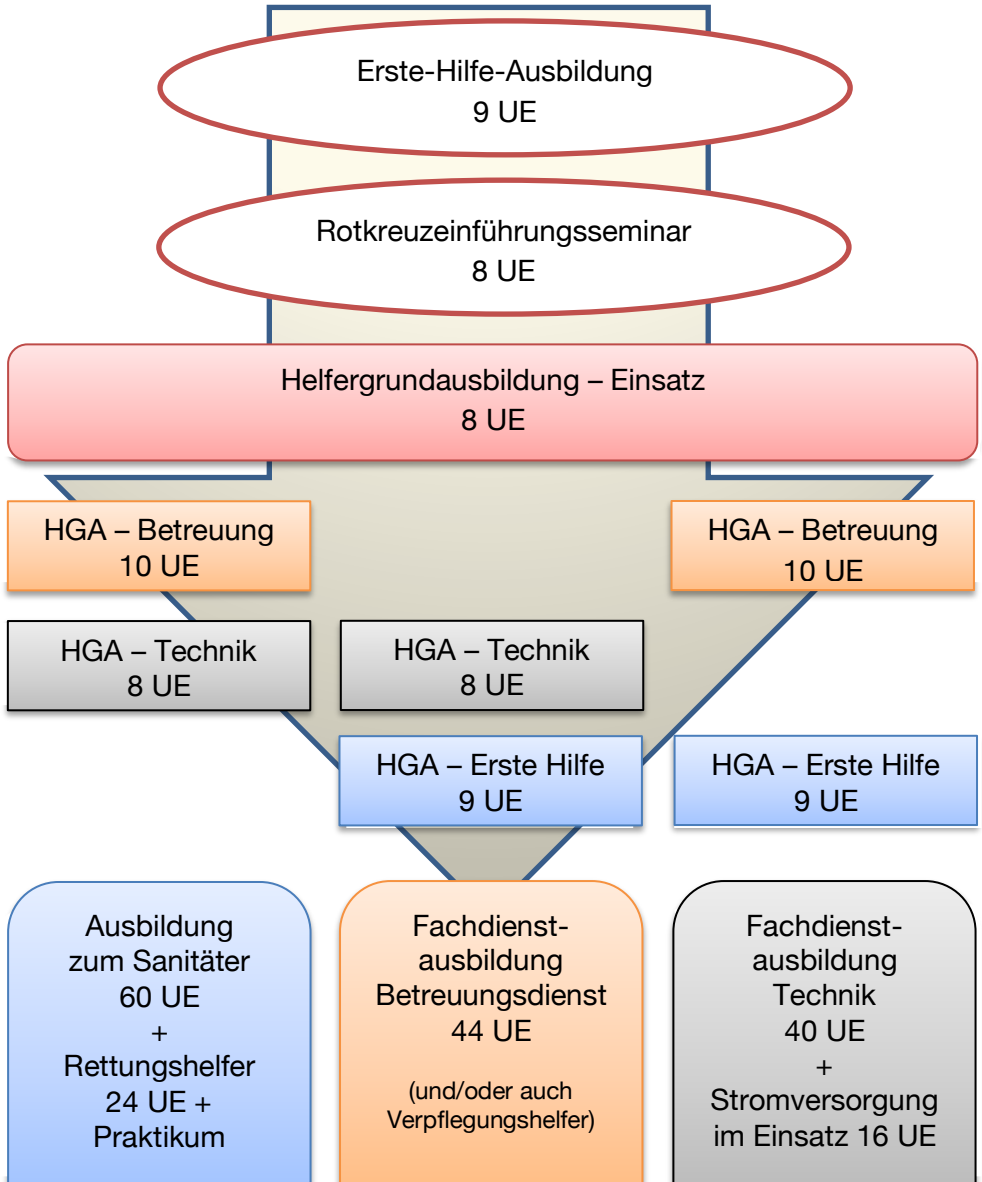 Erste-Hilfe-Ausbildung
9 UE
Rotkreuzeinführungsseminar
8 UE
Helfergrundausbildung – Einsatz
8 UE
HGA – Betreuung
10 UE
HGA – Betreuung
10 UE
HGA – Technik
8 UE
HGA – Technik
8 UE
HGA – Erste Hilfe
9 UE
HGA – Erste Hilfe
9 UE
Ausbildung
zum Sanitäter
60 UE
+
Rettungshelfer
24 UE +
Praktikum
Fachdienst-
ausbildung
Betreuungsdienst
44 UE
(und/oder auch
Verpflegungshelfer)
Fachdienst-
ausbildung
Technik
40 UE
+
Stromversorgung
im Einsatz 16 UE